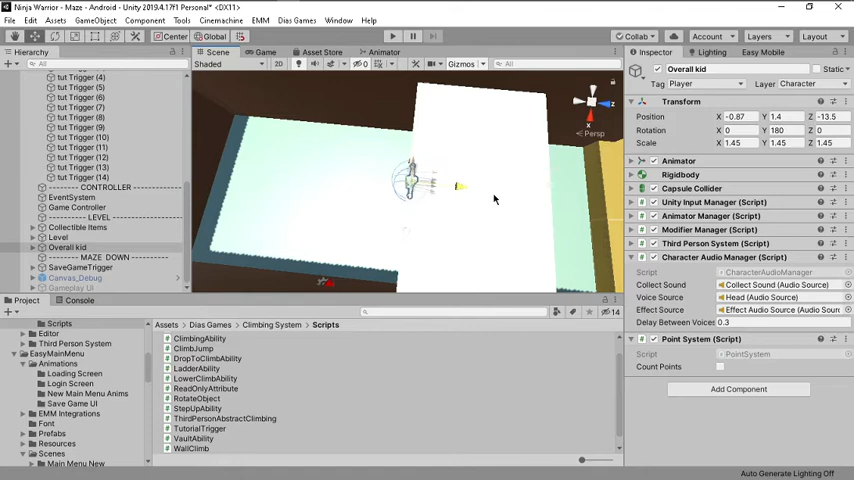 Ninja Warrior - Maze - Android - Unity 2019.4.17f1 Personal* <DX11>
File Edit Assets GameObject Component Tools Cinemachine EMM Dias Games Window Help
Center Global Collab Account Layers Layout
Hierarchy
All
tut Trigger (4)
tut Trigger (5)
tut Trigger (6)
tut Trigger (7)
tut Trigger (8)
tut Trigger (9)
tut Trigger (10)
tut Trigger (11)
tut Trigger (12)
tut Trigger (13)
tut Trigger (14)
-------- CONTROLLER
EventSystem
Game Controller
-------- LEVEL
Collectible Items
Level
Overall kid
-------- MAZE DOWN
SaveGameTrigger
Canvas_Debug
Gameplay UI
Scene Game Asset Store Animator
Shaded 2D 0 Gizmos All
x
z
Persp
Inspector Lighting Easy Mobile
Overall kid Static
Tag Player Layer Character
Transform
Position X -0.87 Y 1.4 Z -13.5
Rotation X 0 Y 180 Z 0
Scale X 1.45 Y 1.45 Z 1.45
Animator
Rigidbody
Capsule Collider
Unity Input Manager (Script)
Animator Manager (Script)
Modifier Manager (Script)
Third Person System (Script)
Character Audio Manager (Script)
Script CharacterAudioManager
Collect Sound Collect Sound (Audio Source)
Voice Source Head (Audio Source)
Effect Source Effect Audio Source (Audio Sourc
Delay Between Voices 0.3
Point System (Script)
Script PointSystem
Count Points
Add Component
Project Console
14
Scripts
Editor
Third Person System
EasyMainMenu
Animations
Loading Screen
Login Screen
New Main Menu Anims
Save Game UI
EMM Integrations
Font
Prefabs
Resources
Scenes
Main Menu New
Assets > Dias Games > Climbing System > Scripts
ClimbingAbility
ClimbJump
DropToClimbAbility
LadderAbility
LowerClimbAbility
ReadOnlyAttribute
RotateObject
StepUpAbility
ThirdPersonAbstractClimbing
TutorialTrigger
VaultAbility
WallClimb
Auto Generate Lighting Off